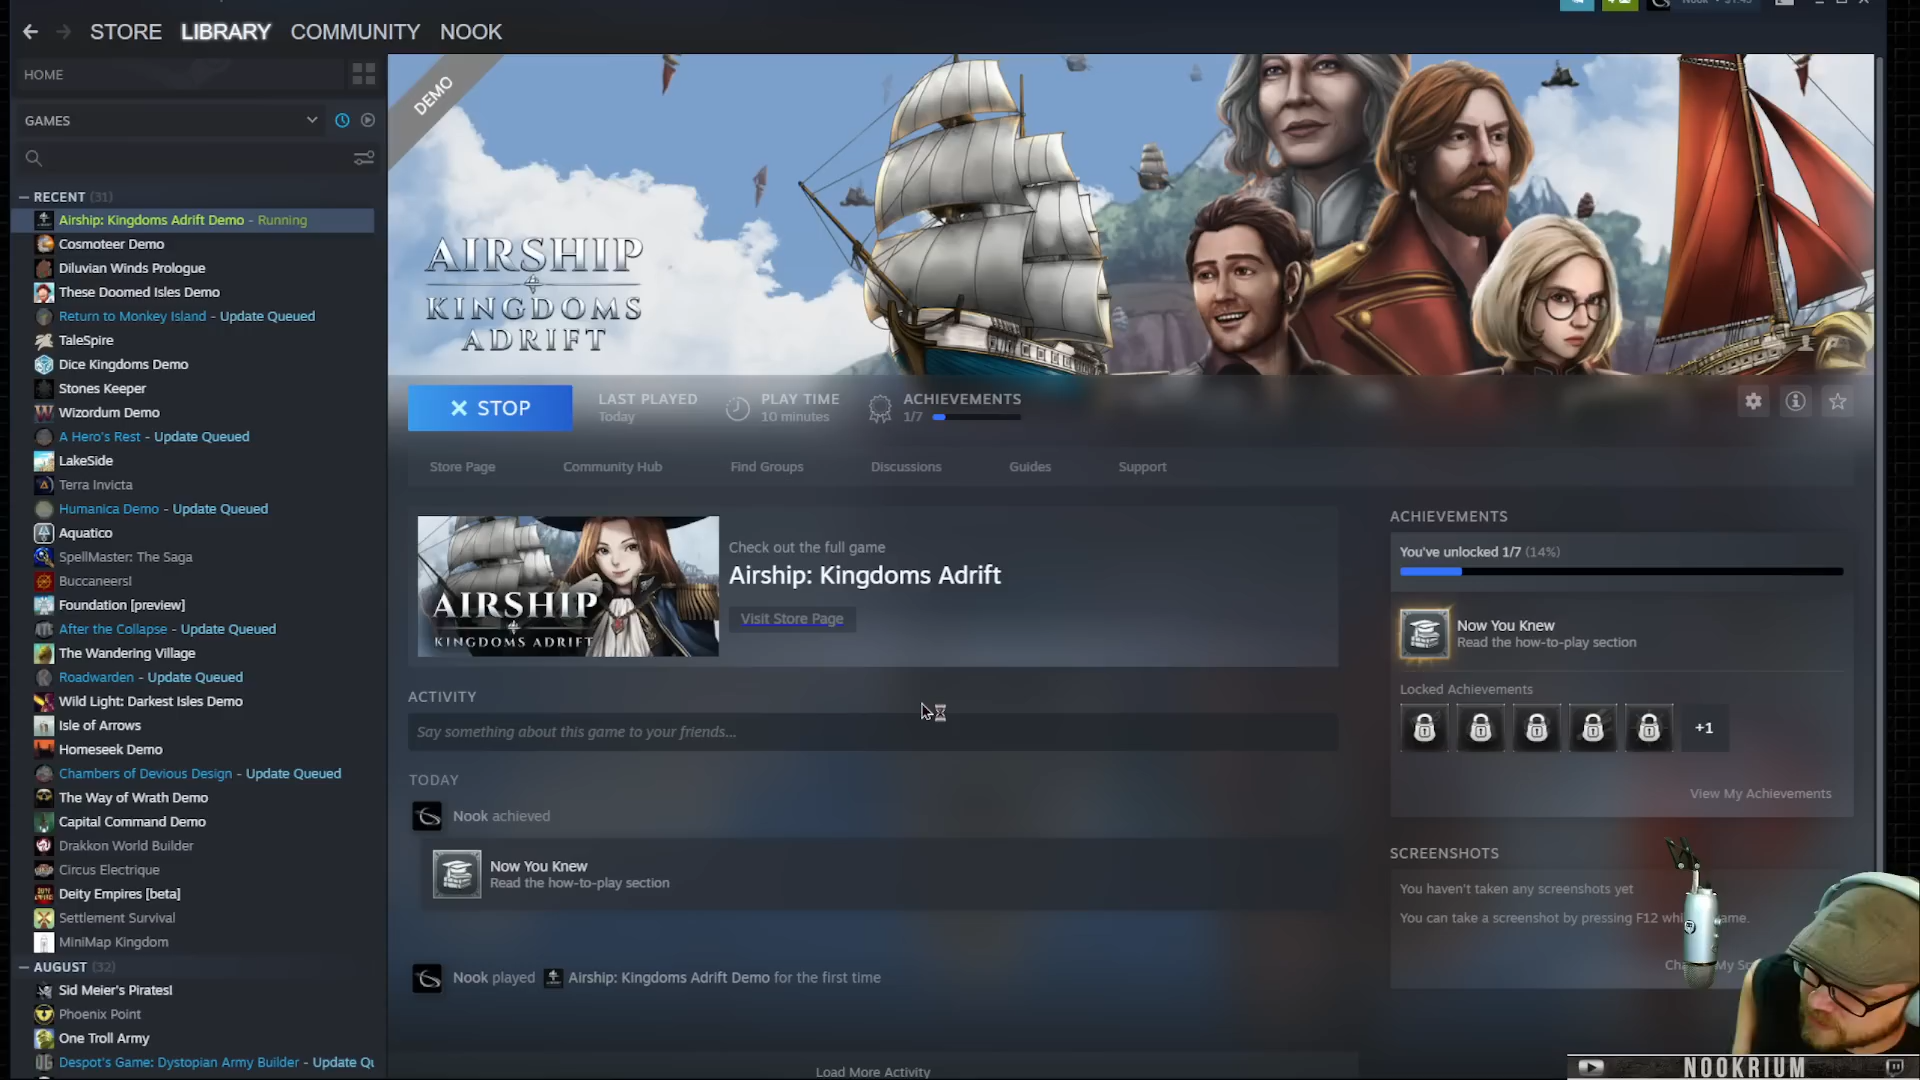 STORE LIBRARY COMMUNITY NOOK
HOME
GAMES
RECENT (31)
Airship: Kingdoms Adrift Demo - Running
Cosmoteer Demo
Diluvian Winds Prologue
These Doomed Isles Demo
Return to Monkey Island - Update Queued
TaleSpire
Dice Kingdoms Demo
Stones Keeper
Wizordum Demo
A Hero's Rest - Update Queued
LakeSide
Terra Invicta
Humanica Demo - Update Queued
Aquatico
SpellMaster: The Saga
Buccaneers!
Foundation [preview]
After the Collapse - Update Queued
The Wandering Village
Roadwarden - Update Queued
Wild Light: Darkest Isles Demo
Isle of Arrows
Homeseek Demo
Chambers of Devious Design - Update Queued
The Way of Wrath Demo
Capital Command Demo
Drakkon World Builder
Circus Electrique
Deity Empires [beta]
Settlement Survival
MiniMap Kingdom
AUGUST (32)
Sid Meier's Pirates!
Phoenix Point
One Troll Army
Despot's Game: Dystopian Army Builder - Update Qu
DEMO
AIRSHIP
KINGDOMS
ADRIFT
STOP
LAST PLAYED
Today
PLAY TIME
10 minutes
ACHIEVEMENTS
1/7
Store Page
Community Hub
Find Groups
Discussions
Guides
Support
AIRSHIP
KINGDOMS ADRIFT
Check out the full game
Airship: Kingdoms Adrift
Visit Store Page
ACTIVITY
Say something about this game to your friends...
TODAY
Nook achieved
Now You Knew
Read the how-to-play section
Nook played Airship: Kingdoms Adrift Demo for the first time
Load More Activity
ACHIEVEMENTS
You've unlocked 1/7 (14%)
Now You Knew
Read the how-to-play section
Locked Achievements
+1
View My Achievements
SCREENSHOTS
You haven't taken any screenshots yet
You can take a screenshot by pressing F12
NOOKRIUM